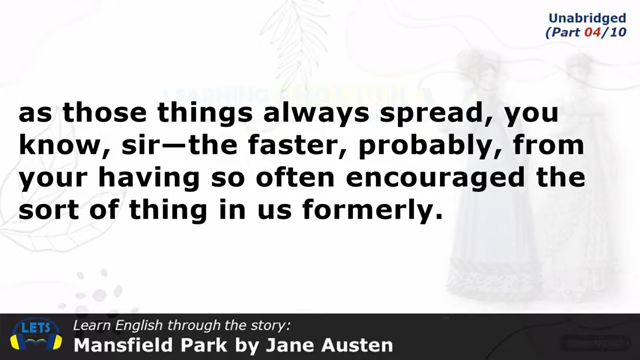 Unabridged
(Part 04/10
as those things always spread, you
know, sir—the faster, probably, from
your having so often encouraged the
sort of thing in us formerly.
LETS
Learn English through the story:
Mansfield Park by Jane Austen